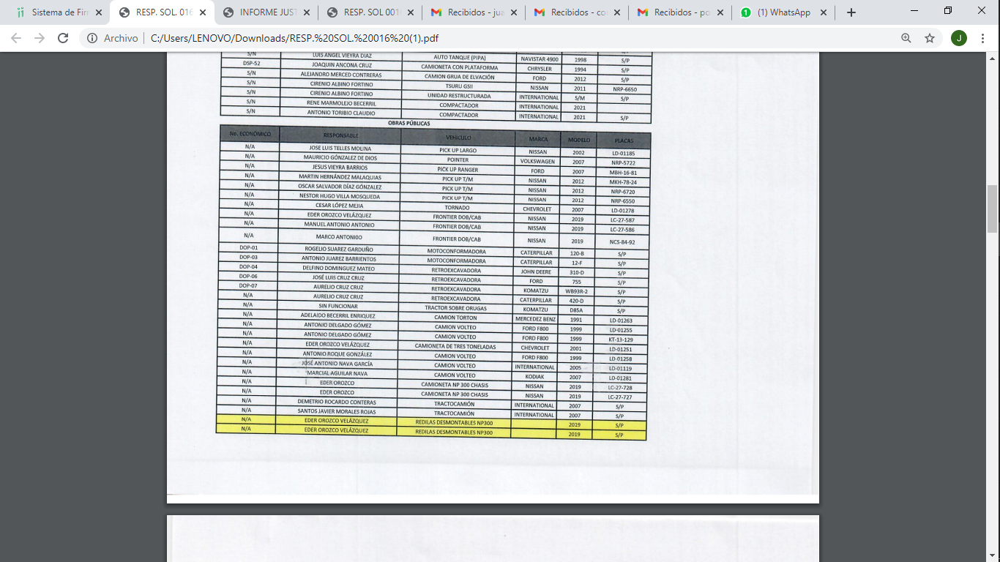 Sistema de Fir
RESP. SOL. 016
INFORME JUST
RESP. SOL 001
Recibidos - jua
Recibidos - co
Recibidos - po
(1) WhatsApp
Archivo C:/Users/LENOVO/Downloads/RESP.%20SOL.%20016%20(1).pdf
S/N LUIS ANGEL VIEYRA DIAZ AUTO TANQUE (PIPA) NAVISTAR 4900 1998 S/P
DSP-52 JOAQUIN ANCONA CRUZ CAMIONETA CON PLATAFORMA CHRYSLER 1994 S/P
S/N ALEJANDRO MERCED CONTRERAS CAMION GRUA DE ELVACIÓN FORD 2012 S/P
S/N CIRENIO ALBINO FORTINO TSURU GSII NISSAN 2011 NRP-6650
S/N CIRENIO ALBINO FORTINO UNIDAD RESTRUCTURADA INTERNATIONAL S/M S/P
S/N RENE MARMOLEJO BECERRIL COMPACTADOR INTERNATIONAL 2021
S/N ANTONIO TORIBIO CLAUDIO COMPACTADOR INTERNATIONAL 2021 S/P
OBRAS PÚBLICAS
No. ECONÓMICO RESPONSABLE VEHICULO MARCA MODELO PLACAS
N/A JOSE LUIS TELLES MOLINA PICK UP LARGO NISSAN 2002 LD-01185
N/A MAURICIO GÓNZALEZ DE DIOS POINTER VOLKSWAGEN 2007 NRP-5722
N/A JESUS VIEYRA BARRIOS PICK UP RANGER FORD 2007 MBH-16-81
N/A MARTIN HERNÁNDEZ MALAQUIAS PICK UP T/M NISSAN 2012 MKH-78-24
N/A OSCAR SALVADOR DÍAZ GÓNZALEZ PICK UP T/M NISSAN 2012 NRP-6720
N/A NESTOR HUGO VILLA MOSQUEDA PICK UP T/M NISSAN 2012 NRP-6550
N/A CESAR LÓPEZ MEJIA TORNADO CHEVROLET 2007 LD-01278
N/A EDER OROZCO VELÁZQUEZ FRONTIER DOB/CAB NISSAN 2019 LC-27-587
N/A MANUEL ANTONIO ANTONIO FRONTIER DOB/CAB NISSAN 2019 LC-27-586
N/A MARCO ANTONI0O FRONTIER DOB/CAB NISSAN 2019 NCS-84-92
DOP-01 ROGELIO SUAREZ GARDUÑO MOTOCONFORMADORA CATERPILLAR 120-B S/P
DOP-03 ANTONIO JUAREZ BARRIENTOS MOTOCONFORMADORA CATERPILLAR 12-F S/P
DOP-04 DELFINO DOMINGUEZ MATEO RETROEXCAVADORA JOHN DEERE 310-D S/P
DOP-06 JOSÉ LUIS CRUZ CRUZ RETROEXCAVADORA FORD 755 S/P
DOP-07 AURELIO CRUZ CRUZ RETROEXCAVADORA KOMATZU WB93R-2 S/P
N/A AURELIO CRUZ CRUZ RETROEXCAVADORA CATERPILLAR 420-D S/P
N/A SIN FUNCIONAR TRACTOR SOBRE ORUGAS KOMATZU D85A S/P
N/A ADELAIDO BECERRIL ENRIQUEZ CAMION TORTON MERCEDEZ BENZ 1991 LD-01263
N/A ANTONIO DELGADO GÓMEZ CAMION VOLTEO FORD F800 1999 LD-01255
N/A ANTONIO DELGADO GÓMEZ CAMION VOLTEO FORD F800 1999 KT-13-129
N/A EDER OROZCO VELÁZQUEZ CAMIONETA DE TRES TONELADAS CHEVROLET 2001 LD-01251
N/A ANTONIO ROQUE GONZÁLEZ CAMION VOLTEO FORD F800 1999 LD-01258
N/A JOSÉ ANTONIO NAVA GARCÍA CAMION VOLTEO INTERNATIONAL 2005 LD-01119
N/A MARCIAL AGUILAR NAVA CAMION VOLTEO KODIAK 2007 LD-01281
N/A EDER OROZCO CAMIONETA NP 300 CHASIS NISSAN 2019 LC-27-728
N/A EDER OROZCO CAMIONETA NP 300 CHASIS NISSAN 2019 LC-27-727
N/A DEMETRIO ROCARDO CONTERAS TRACTOCAMIÓN INTERNATIONAL 2007 S/P
N/A SANTOS JAVIER MORALES ROJAS TRACTOCAMIÓN INTERNATIONAL 2007 S/P
N/A EDER OROZCO VELÁZQUEZ REDILAS DESMONTABLES NP300 2019 S/P
N/A EDER OROZCO VELÁZQUEZ REDILAS DESMONTABLES NP300 2019 S/P